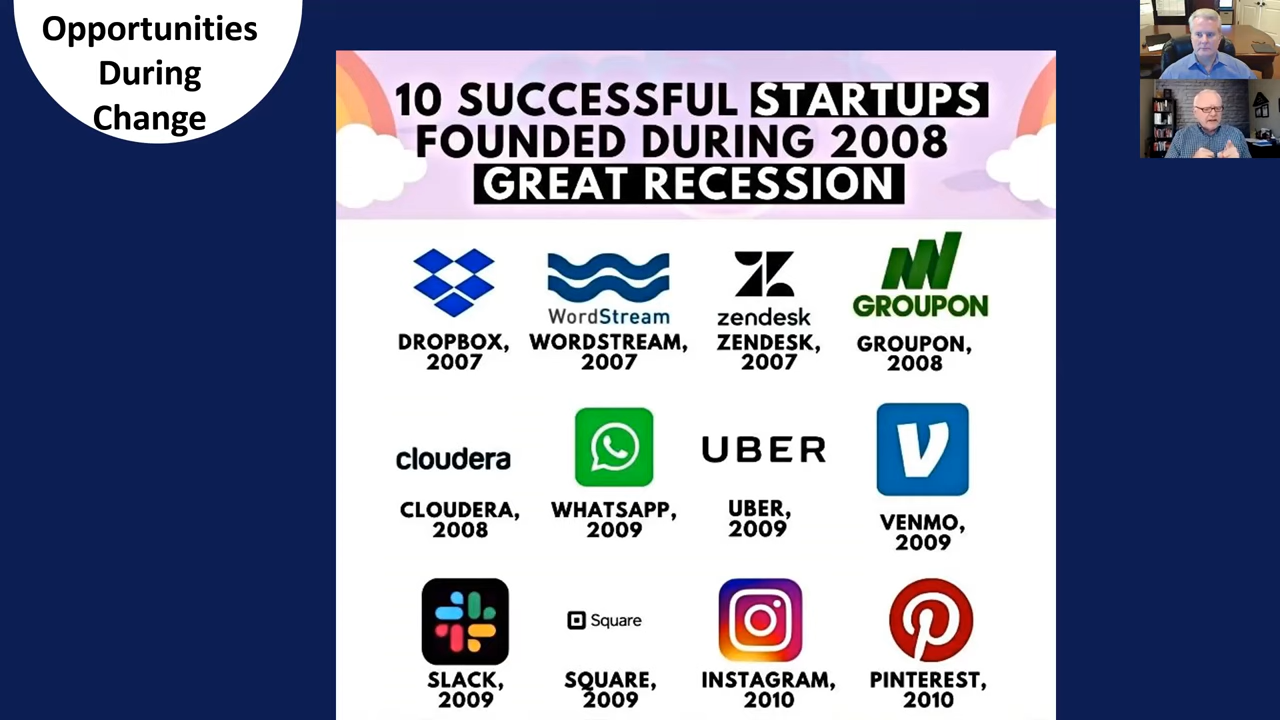 Opportunities
During
Change
10 SUCCESSFUL STARTUPS
FOUNDED DURING 2008
GREAT RECESSION
WordStream
zendesk
GROUPON
DROPBOX,
2007
WORDSTREAM,
2007
ZENDESK,
2007
GROUPON,
2008
cloudera
UBER
CLOUDERA,
2008
WHATSAPP,
2009
UBER,
2009
VENMO,
2009
Square
SLACK,
2009
SQUARE,
2009
INSTAGRAM,
2010
PINTEREST,
2010